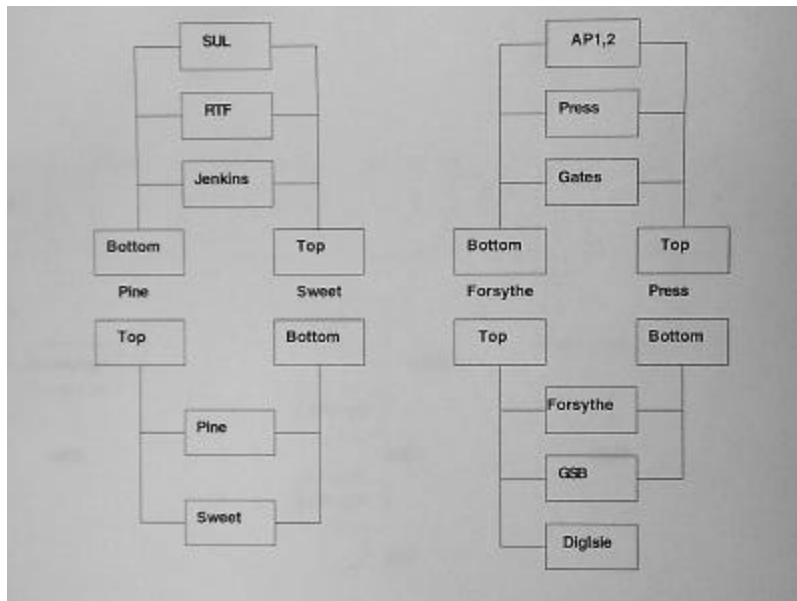 SUL
RTF
Jenkins
Bottom
Top
Pine
Sweet
Top
Bottom
Pine
Sweet
AP1,2
Press
Gates
Bottom
Top
Forsythe
Press
Top
Bottom
Forsythe
GSB
DigIsle